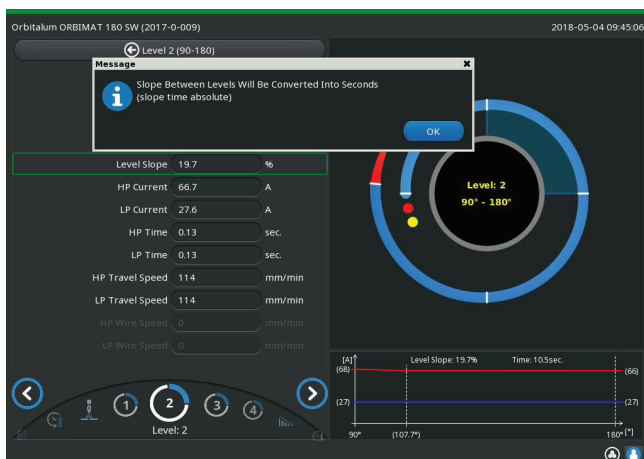 Orbitalum ORBIMAT 180 SW (2017-0-009)
2018-05-04 09:45:06
Level 2 (90-180)
Message
Slope Between Levels Will Be Converted Into Seconds
(slope time absolute)
OK
Level Slope 19.7 %
HP Current 66.7 A
LP Current 27.6 A
HP Time 0.13 sec.
LP Time 0.13 sec.
HP Travel Speed 114 mm/min
LP Travel Speed 114 mm/min
HP Wire Speed 0 mm/min
LP Wire Speed 0 mm/min
Level: 2
90° - 180°
1
2
3
4
Level: 2
[A]
Level Slope: 19.7% Time: 10.5sec.
(68) (66)
(27) (27)
90° (107.7°) 180° [°]